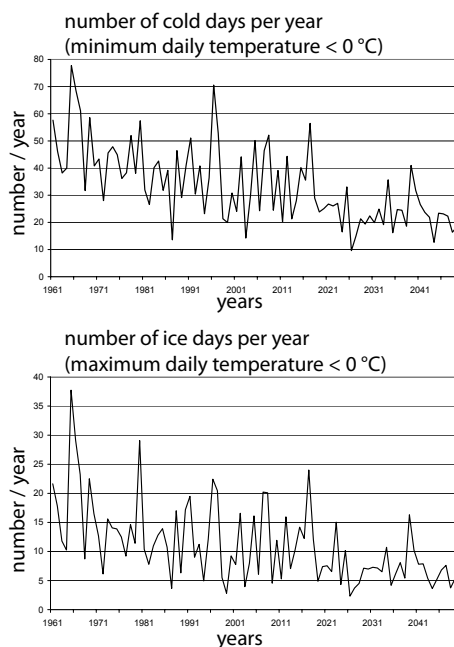 number of cold days per year
(minimum daily temperature < 0 °C)
80
70
60
50
40
30
20
10
0
number / year
1961 1971 1981 1991 2001 2011 2021 2031 2041
years
number of ice days per year
(maximum daily temperature < 0 °C)
40
35
30
25
20
15
10
5
0
number / year
1961 1971 1981 1991 2001 2011 2021 2031 2041
years